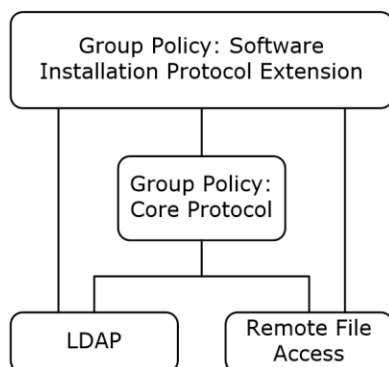 Group Policy: Software
Installation Protocol Extension
Group Policy:
Core Protocol
LDAP
Remote File
Access